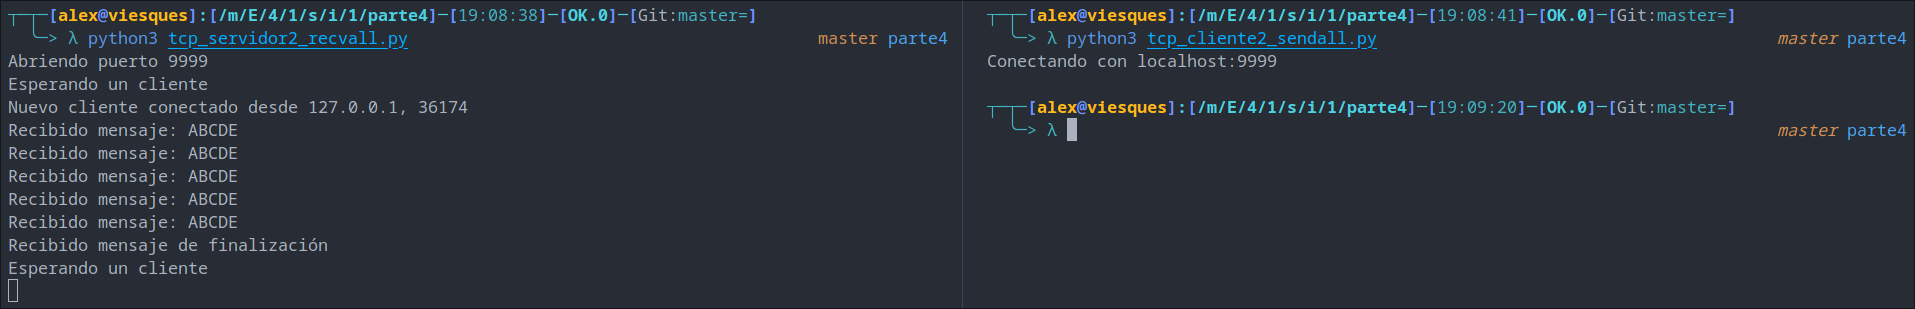 ┬─┬─[alex@viesques]:[/m/E/4/1/s/i/1/parte4]─[19:08:38]─[OK.0]─[Git:master=]
╰─> λ python3 tcp_servidor2_recvall.py master parte4
Abriendo puerto 9999
Esperando un cliente
Nuevo cliente conectado desde 127.0.0.1, 36174
Recibido mensaje: ABCDE
Recibido mensaje: ABCDE
Recibido mensaje: ABCDE
Recibido mensaje: ABCDE
Recibido mensaje: ABCDE
Recibido mensaje de finalización
Esperando un cliente
┬─┬─[alex@viesques]:[/m/E/4/1/s/i/1/parte4]─[19:08:41]─[OK.0]─[Git:master=]
╰─> λ python3 tcp_cliente2_sendall.py master parte4
Conectando con localhost:9999
┬─┬─[alex@viesques]:[/m/E/4/1/s/i/1/parte4]─[19:09:20]─[OK.0]─[Git:master=]
╰─> λ master parte4